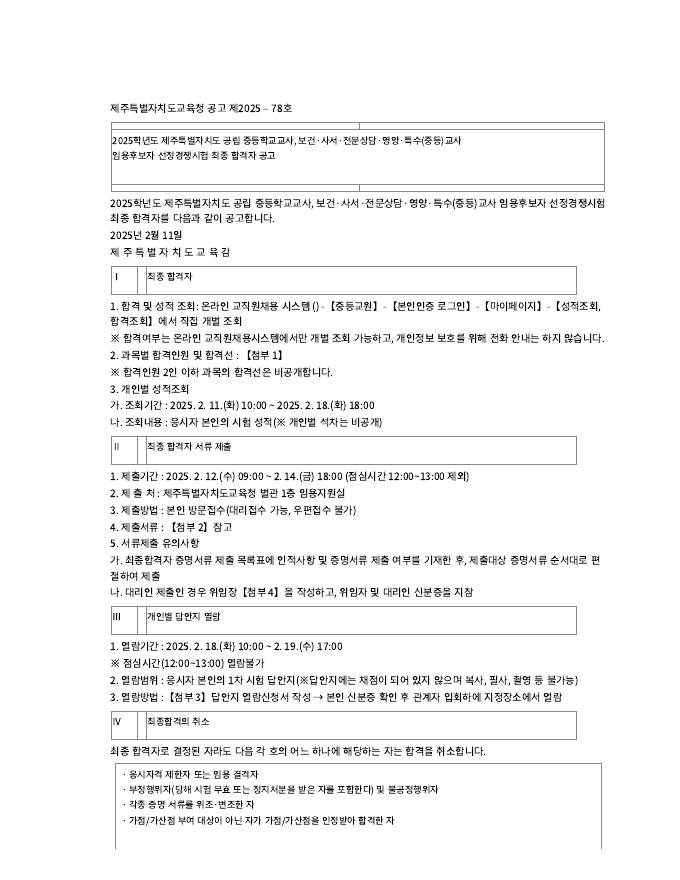 제주특별자치도교육청 공고 제2025 – 78호
2025학년도 제주특별자치도 공립 중등학교교사, 보건·사서·전문상담·영양·특수(중등)교사
임용후보자 선정경쟁시험 최종 합격자 공고
2025학년도 제주특별자치도 공립 중등학교교사, 보건·사서·전문상담·영양·특수(중등)교사 임용후보자 선정경쟁시험
최종 합격자를 다음과 같이 공고합니다.
2025년 2월 11일
제 주 특 별 자 치 도 교 육 감
Ⅰ 최종 합격자
1. 합격 및 성적 조회: 온라인 교직원채용 시스템 () - 【중등교원】 - 【본인인증 로그인】 - 【마이페이지】 - 【성적조회,
합격조회】에서 직접 개별 조회
※ 합격여부는 온라인 교직원채용시스템에서만 개별 조회 가능하고, 개인정보 보호를 위해 전화 안내는 하지 않습니다.
2. 과목별 합격인원 및 합격선 : 【첨부 1】
※ 합격인원 2인 이하 과목의 합격선은 비공개합니다.
3. 개인별 성적조회
가. 조회기간 : 2025. 2. 11.(화) 10:00 ~ 2025. 2. 18.(화) 18:00
나. 조회내용 : 응시자 본인의 시험 성적(※ 개인별 석차는 비공개)
Ⅱ 최종 합격자 서류 제출
1. 제출기간 : 2025. 2. 12.(수) 09:00 ~ 2. 14.(금) 18:00 (점심시간 12:00~13:00 제외)
2. 제 출 처 : 제주특별자치도교육청 별관 1층 임용지원실
3. 제출방법 : 본인 방문접수(대리접수 가능, 우편접수 불가)
4. 제출서류 : 【첨부 2】참고
5. 서류제출 유의사항
가. 최종합격자 증명서류 제출 목록표에 인적사항 및 증명서류 제출 여부를 기재한 후, 제출대상 증명서류 순서대로 편
철하여 제출
나. 대리인 제출인 경우 위임장【첨부 4】을 작성하고, 위임자 및 대리인 신분증을 지참
Ⅲ 개인별 답안지 열람
1. 열람기간 : 2025. 2. 18.(화) 10:00 ~ 2. 19.(수) 17:00
※ 점심시간(12:00~13:00) 열람불가
2. 열람범위 : 응시자 본인의 1차 시험 답안지(※답안지에는 채점이 되어 있지 않으며 복사, 필사, 촬영 등 불가능)
3. 열람방법 : 【첨부 3】답안지 열람신청서 작성 → 본인 신분증 확인 후 관계자 입회하에 지정장소에서 열람
Ⅳ 최종합격의 취소
최종 합격자로 결정된 자라도 다음 각 호의 어느 하나에 해당하는 자는 합격을 취소합니다.
· 응시자격 제한자 또는 임용 결격자
· 부정행위자(당해 시험 무효 또는 정지처분을 받은 자를 포함한다) 및 불공정행위자
· 각종 증명 서류를 위조·변조한 자
· 가점/가산점 부여 대상이 아닌 자가 가점/가산점을 인정받아 합격한 자